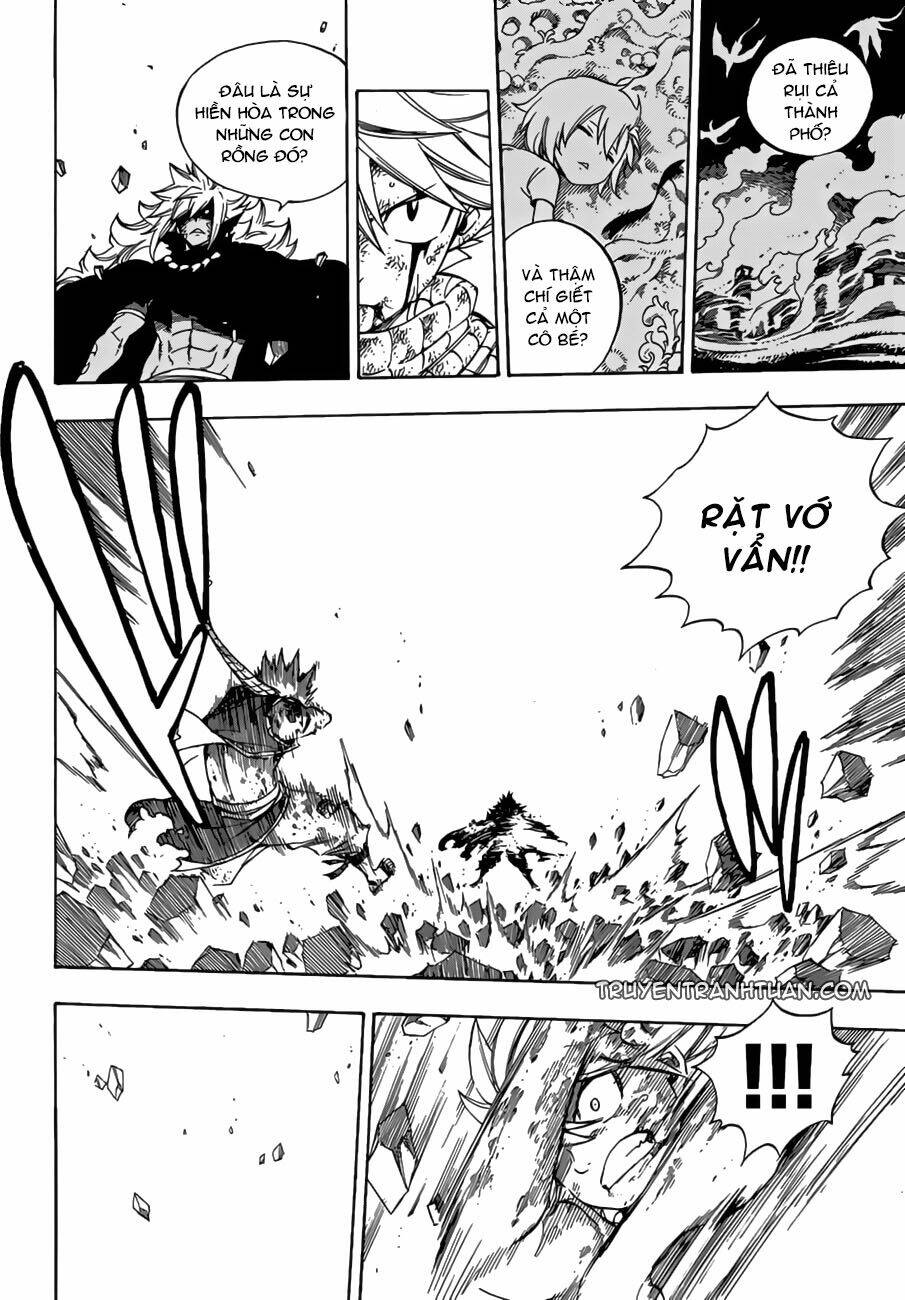 ĐÃ THIÊU
RỤI CẢ
THÀNH
PHỐ?
VÀ THẬM
CHÍ GIẾT
CẢ MỘT
CÔ BÉ?
ĐÂU LÀ SỰ
HIỀN HÒA TRONG
NHỮNG CON
RỒNG ĐÓ?
RẶT VỚ
VẨN!!
TRUYENTRANHTUAN.COM
!!!